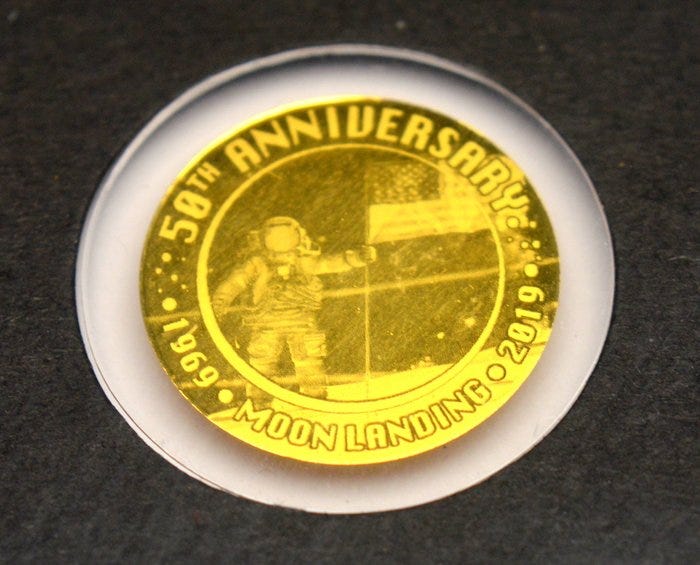 50TH ANNIVERSARY
1969 • MOON LANDING • 2019